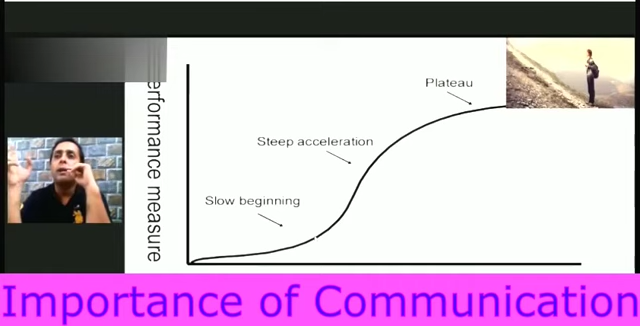 Plateau
Steep acceleration
Slow beginning
erformance measure
Importance of Communication